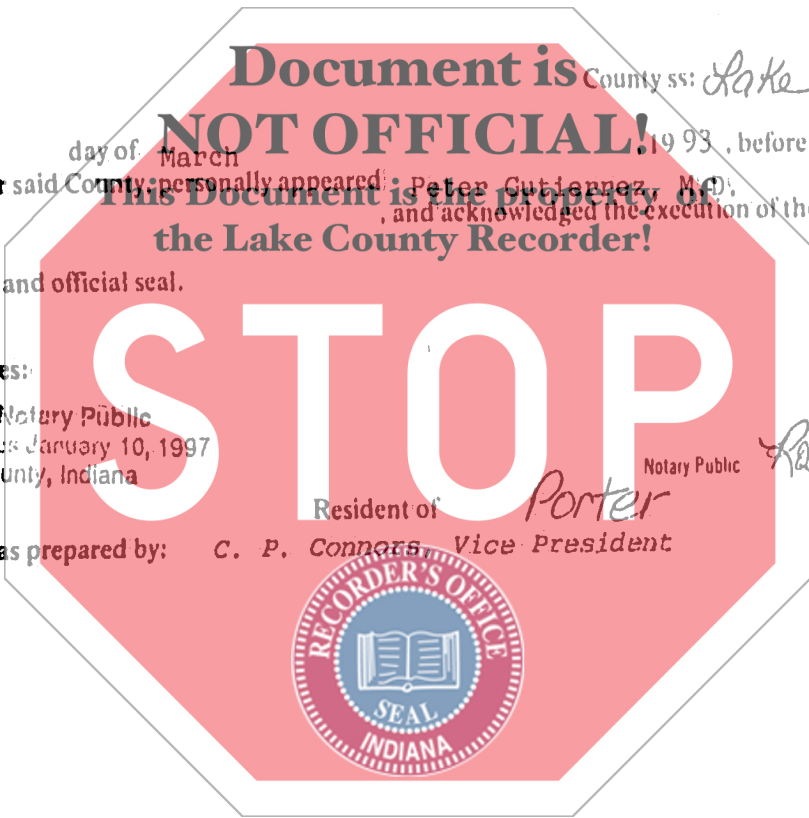 Document is
County ss: Lake
NOT OFFICIAL!
day of March 19 93 , before
said County, personally appeared Peter Gutierrez, M.D.
This Document is the property of
, and acknowledged the execution of the
the Lake County Recorder!
and official seal.
STOP
es:
Notary Public
s January 10, 1997
unty, Indiana
Notary Public
Resident of Porter
as prepared by: C. P. Connors, Vice President
RECORDER'S OFFICE
SEAL
INDIANA